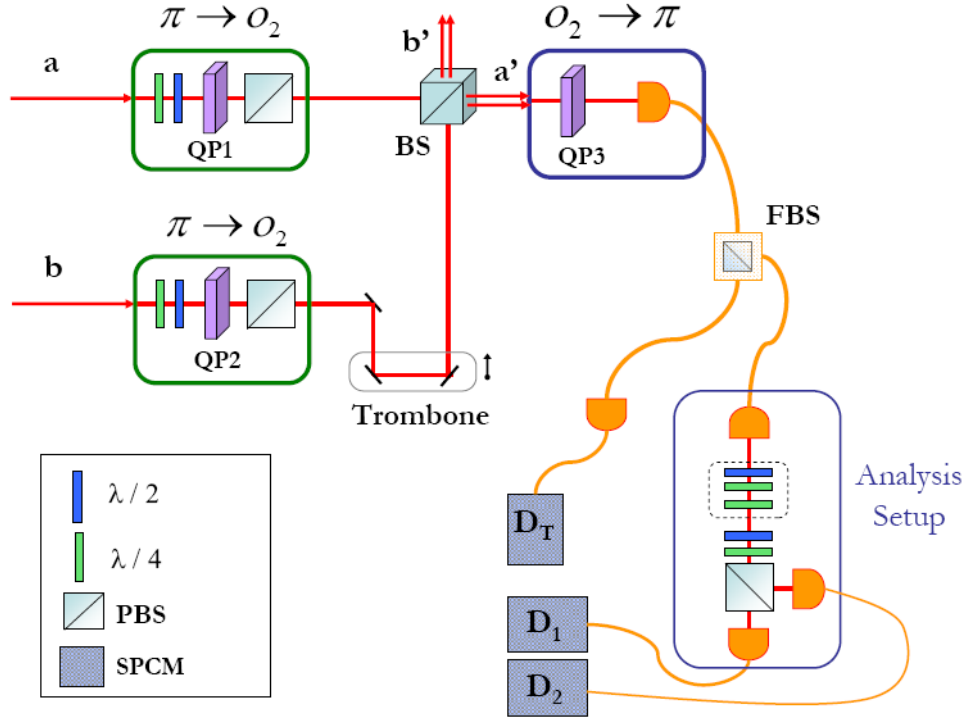 π → o₂
b'
O₂ → π
a
a'
QP1
BS
QP3
π → o₂
FBS
b
QP2
Trombone
λ / 2
λ / 4
PBS
SPCM
D_T
D₁
D₂
Analysis
Setup